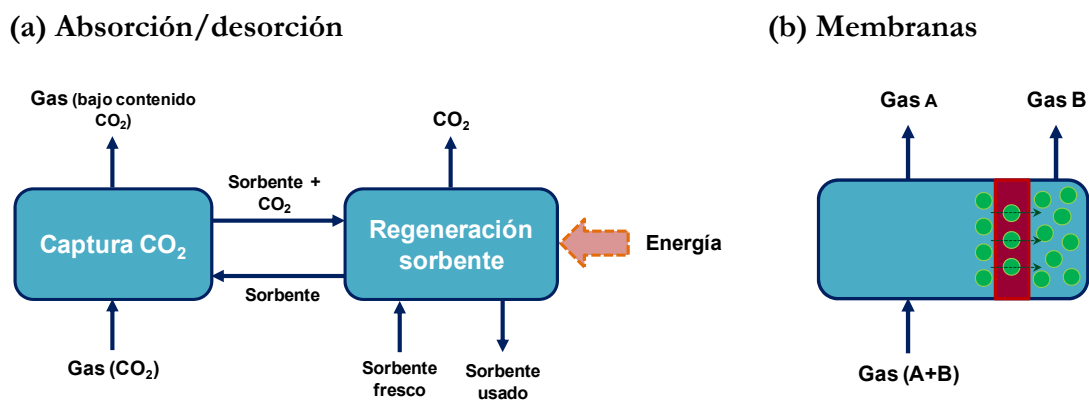 (a) Absorción/desorción
Gas (bajo contenido
CO₂)
CO₂
Sorbente +
CO₂
Captura CO₂
Regeneración
sorbente
Energía
Sorbente
Gas (CO₂)
Sorbente
fresco
Sorbente
usado
(b) Membranas
Gas A
Gas B
Gas (A+B)